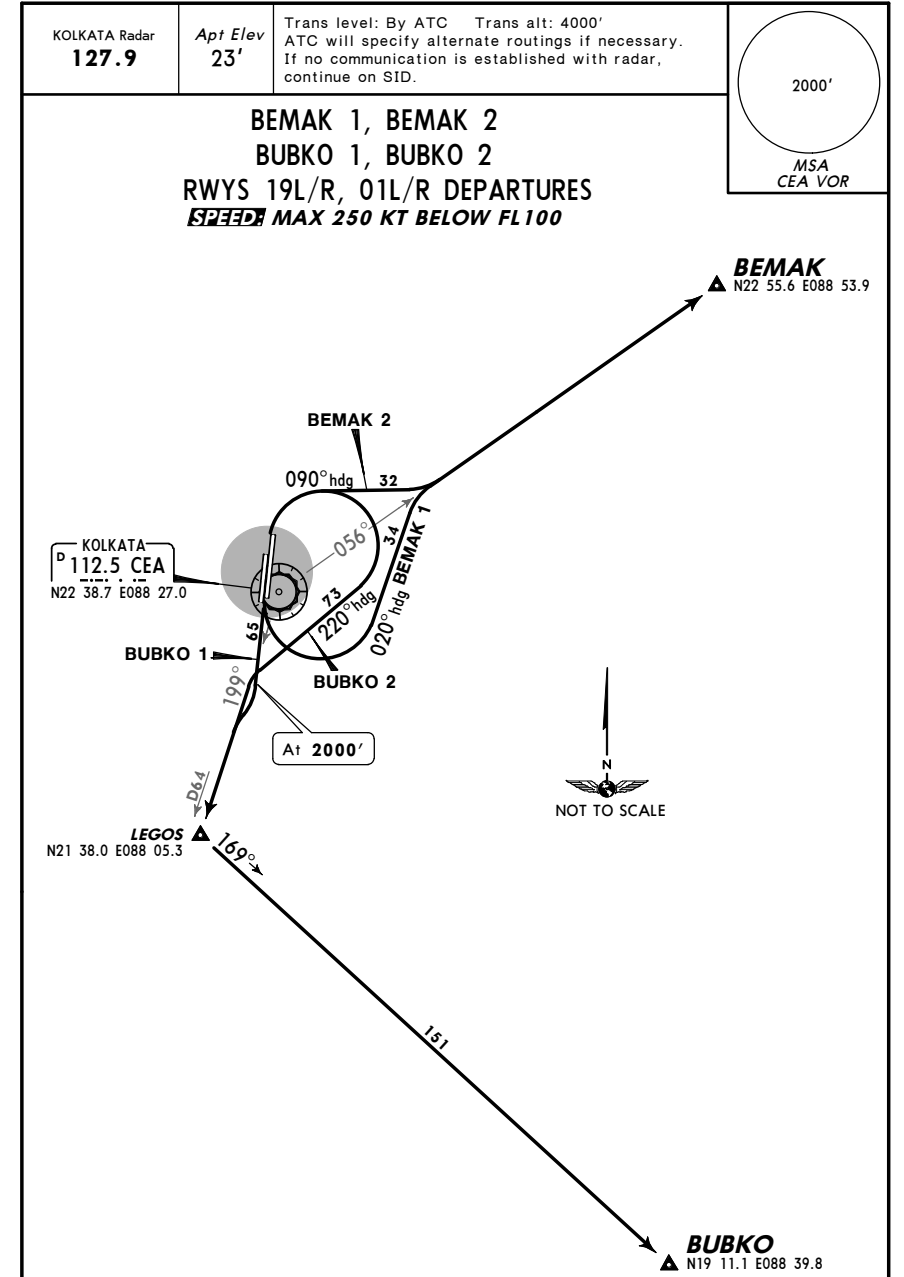 KOLKATA Radar
127.9
Apt Elev
23'
Trans level: By ATC Trans alt: 4000'
ATC will specify alternate routings if necessary.
If no communication is established with radar,
continue on SID.
2000'
MSA
CEA VOR
BEMAK 1, BEMAK 2
BUBKO 1, BUBKO 2
RWYS 19L/R, 01L/R DEPARTURES
SPEED: MAX 250 KT BELOW FL100
BEMAK
N22 55.6 E088 53.9
BEMAK 2
090° hdg
32
056°
34
BEMAK 1
020° hdg
KOLKATA
D 112.5 CEA
N22 38.7 E088 27.0
73
220° hdg
65
BUBKO 1
BUBKO 2
199°
At 2000'
D64
N
NOT TO SCALE
LEGOS
N21 38.0 E088 05.3
169°
151
BUBKO
N19 11.1 E088 39.8